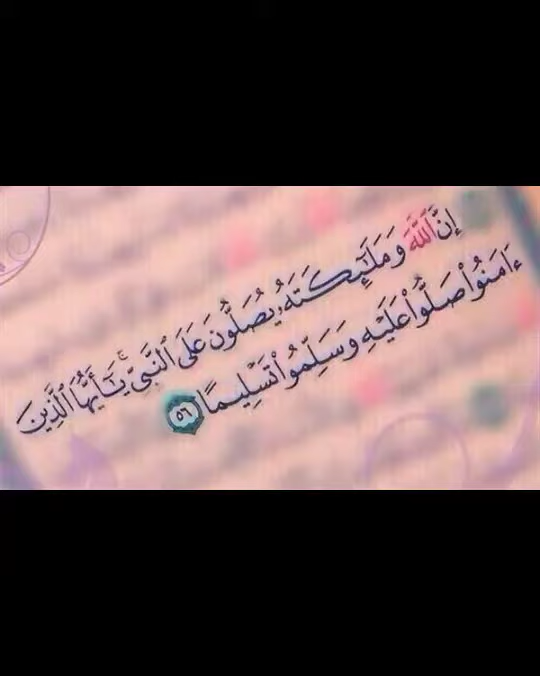 إِنَّ ٱللَّهَ وَمَلَٰٓئِكَتَهُۥ يُصَلُّونَ عَلَى ٱلنَّبِىِّ ۚ يَٰٓأَيُّهَا ٱلَّذِينَ
ءَامَنُوا۟ صَلُّوا۟ عَلَيْهِ وَسَلِّمُوا۟ تَسْلِيمًا ٥٦